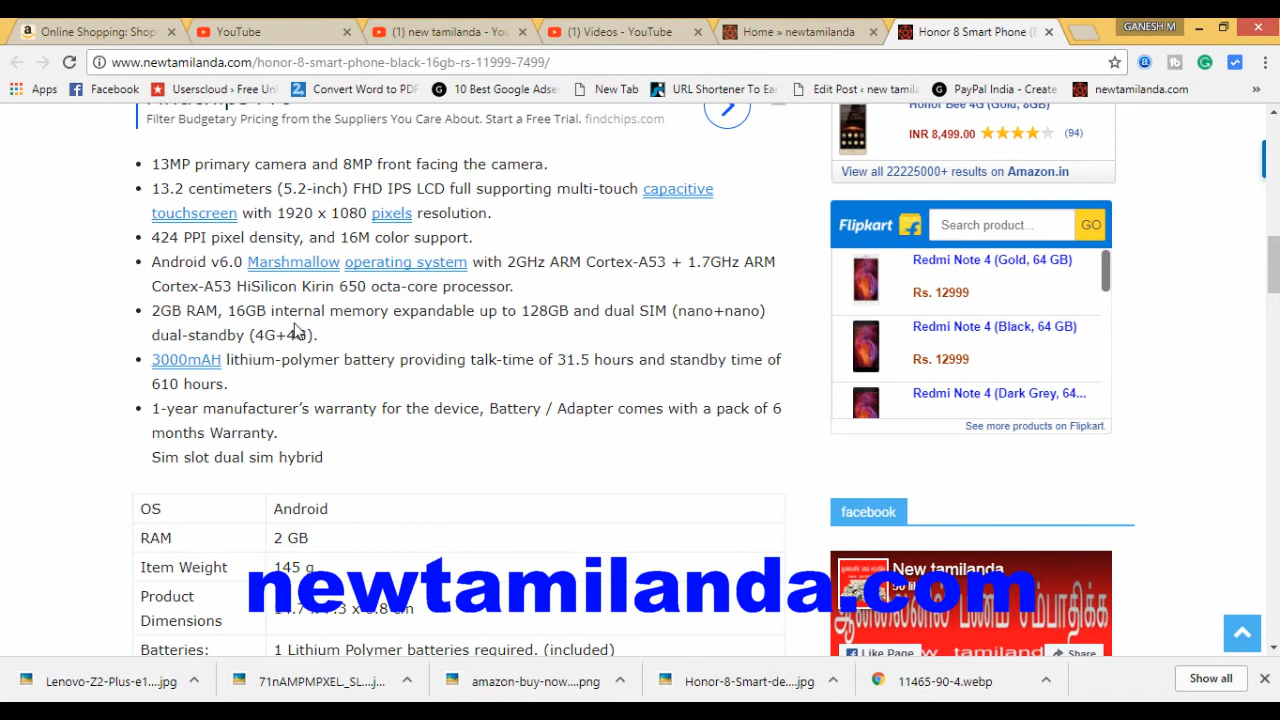 Online Shopping: Shop
YouTube
(1) new tamilanda - You
(1) Videos - YouTube
Home » newtamilanda
Honor 8 Smart Phone (B
GANESH M
www.newtamilanda.com/honor-8-smart-phone-black-16gb-rs-11999-7499/
Apps
Facebook
Userscloud › Free Unl
Convert Word to PDF
10 Best Google Adse
New Tab
URL Shortener To Ear
Edit Post ‹ new tamila
PayPal India - Create
newtamilanda.com
»
Filter Budgetary Pricing from the Suppliers You Care About. Start a Free Trial. findchips.com
• 13MP primary camera and 8MP front facing the camera.
• 13.2 centimeters (5.2-inch) FHD IPS LCD full supporting multi-touch capacitive
touchscreen with 1920 x 1080 pixels resolution.
• 424 PPI pixel density, and 16M color support.
• Android v6.0 Marshmallow operating system with 2GHz ARM Cortex-A53 + 1.7GHz ARM
Cortex-A53 HiSilicon Kirin 650 octa-core processor.
• 2GB RAM, 16GB internal memory expandable up to 128GB and dual SIM (nano+nano)
dual-standby (4G+4G).
• 3000mAH lithium-polymer battery providing talk-time of 31.5 hours and standby time of
610 hours.
• 1-year manufacturer’s warranty for the device, Battery / Adapter comes with a pack of 6
months Warranty.
Sim slot dual sim hybrid
OS Android
RAM 2 GB
Item Weight 145 g
Product
Dimensions
Batteries: 1 Lithium Polymer batteries required. (included)
Honor Bee 4G (Gold, 8GB)
INR 8,499.00 (94)
View all 22225000+ results on Amazon.in
Flipkart Search product... GO
Redmi Note 4 (Gold, 64 GB)
Rs. 12999
Redmi Note 4 (Black, 64 GB)
Rs. 12999
Redmi Note 4 (Dark Grey, 64...
See more products on Flipkart.
facebook
New tamilanda
ஆன்லைனில் பணம் சம்பாதிக்க
Like Page
new tamilanda
Share
newtamilanda.com
Lenovo-Z2-Plus-e1....jpg
71nAMPMPXEL._SL....jpg
amazon-buy-now....png
Honor-8-Smart-de....jpg
11465-90-4.webp
Show all